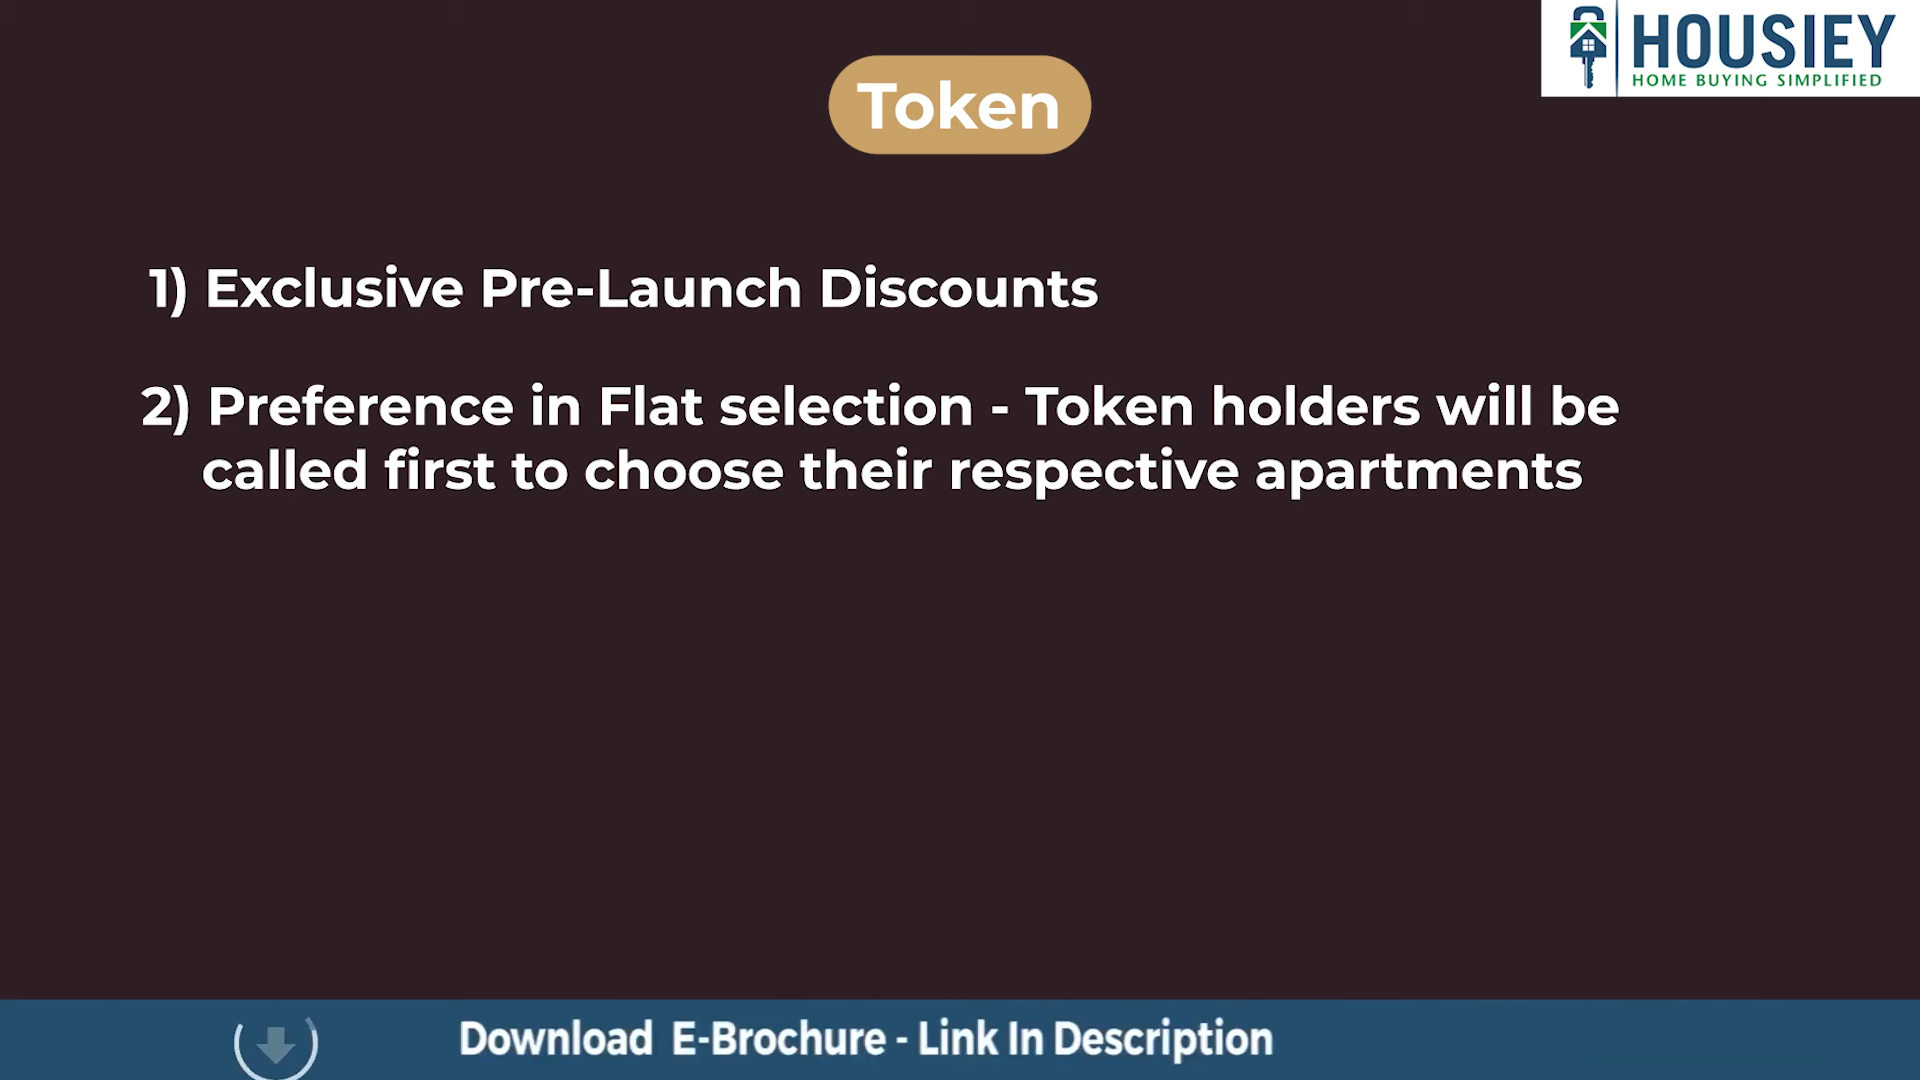 HOUSIEY
HOME BUYING SIMPLIFIED
Token
1) Exclusive Pre-Launch Discounts
2) Preference in Flat selection - Token holders will be
called first to choose their respective apartments
Download E-Brochure - Link In Description